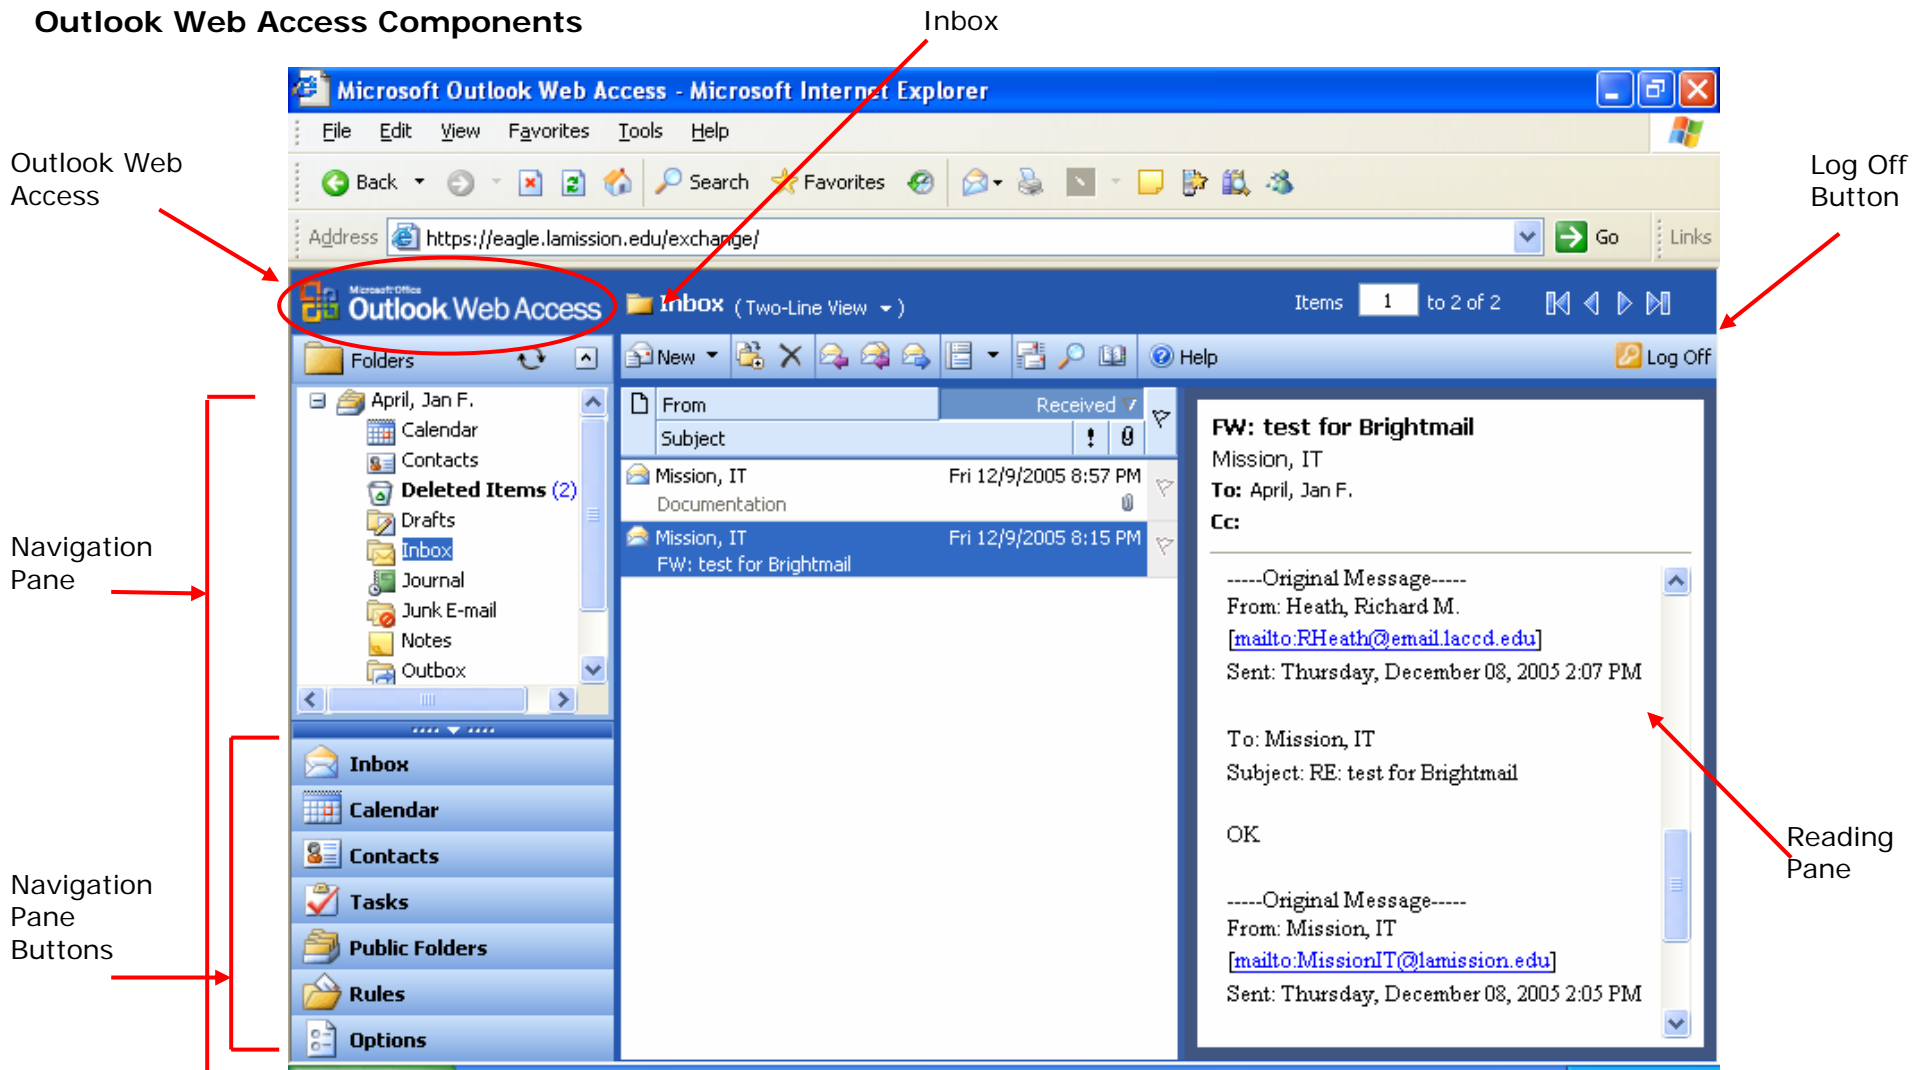 Outlook Web Access Components
Inbox
Microsoft Outlook Web Access - Microsoft Internet Explorer
File Edit View Favorites Tools Help
Outlook Web
Access
Log Off
Button
Back Search Favorites
Address https://eagle.lamission.edu/exchange/ Go Links
Microsoft Office
Outlook Web Access
Inbox (Two-Line View)
Items 1 to 2 of 2
Folders
New Help Log Off
April, Jan F.
Calendar
Contacts
Deleted Items (2)
Drafts
Inbox
Journal
Junk E-mail
Notes
Outbox
Navigation
Pane
From Received
Subject
Mission, IT Fri 12/9/2005 8:57 PM
Documentation
Mission, IT Fri 12/9/2005 8:15 PM
FW: test for Brightmail
FW: test for Brightmail
Mission, IT
To: April, Jan F.
Cc:
-----Original Message-----
From: Heath, Richard M.
[mailto:RHeath@email.laccd.edu]
Sent: Thursday, December 08, 2005 2:07 PM
To: Mission, IT
Subject: RE: test for Brightmail
OK
-----Original Message-----
From: Mission, IT
[mailto:MissionIT@lamission.edu]
Sent: Thursday, December 08, 2005 2:05 PM
Reading
Pane
Inbox
Calendar
Contacts
Tasks
Public Folders
Rules
Options
Navigation
Pane
Buttons